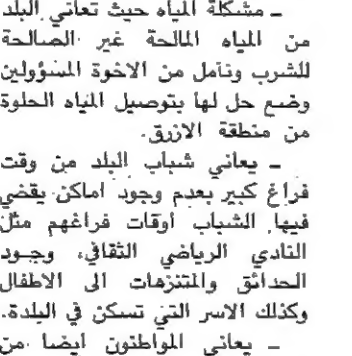 ـ مشكلة المياه حيث تعاني البلد
من المياه المالحة غير الصالحة
للشرب ونأمل من الاخوة المسؤولين
وضع حل لها بتوصيل المياه الحلوة
من منطقة الازرق.
ـ يعاني شباب البلد من وقت
فراغ كبير بعدم وجود اماكن يقضي
فيها الشباب أوقات فراغهم مثل
النادي الرياضي الثقافي، وجود
الحدائق والمتنزهات الى الاطفال
وكذلك الاسر التي تسكن في البلدة.
ـ يعاني المواطنون ايضا من